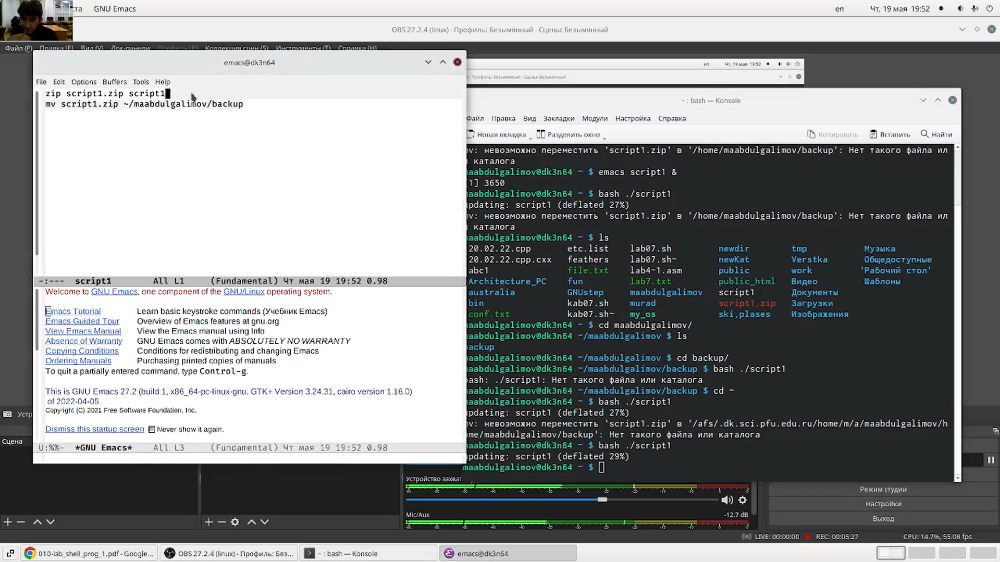 та GNU Emacs
en Чт, 19 мая 19:52
OBS 27.2.4 (linux) - Профиль: Безымянный - Сцены: Безымянный
Файл (F) Правка (E) Вид (V) Док-панели Профиль (P) Коллекция сцен (S) Инструменты (T) Справка (H)
emacs@dk3n64
File Edit Options Buffers Tools Help
zip script1.zip script1
mv script1.zip ~/maabdulgalimov/backup
-:--- script1 All L1 (Fundamental) Чт мая 19 19:52 0.98
Welcome to GNU Emacs, one component of the GNU/Linux operating system.
Emacs Tutorial Learn basic keystroke commands (Учебник Emacs)
Emacs Guided Tour Overview of Emacs features at gnu.org
View Emacs Manual View the Emacs manual using Info
Absence of Warranty GNU Emacs comes with ABSOLUTELY NO WARRANTY
Copying Conditions Conditions for redistributing and changing Emacs
Ordering Manuals Purchasing printed copies of manuals
To quit a partially entered command, type Control-g.
This is GNU Emacs 27.2 (build 1, x86_64-pc-linux-gnu, GTK+ Version 3.24.31, cairo version 1.16.0)
of 2022-04-05
Copyright (C) 2021 Free Software Foundation, Inc.
Dismiss this startup screen Never show it again.
U:%%- *GNU Emacs* All L3 (Fundamental) Чт мая 19 19:52 0.98
en Чт, 19 мая 19:52
- Профиль: Безымянный - Сцены: Безымянный
~ : bash — Konsole
Файл Правка Вид Закладки Модули Настройка Справка
Новая вкладка Разделить окно Копировать Вставить Найти
mv: невозможно переместить 'script1.zip' в '/home/maabdulgalimov/backup': Нет такого файла ил
и каталога
maabdulgalimov@dk3n64 ~ $ emacs script1 &
[1] 3650
maabdulgalimov@dk3n64 ~ $ bash ./script1
updating: script1 (deflated 27%)
mv: невозможно переместить 'script1.zip' в '/home/maabdulgalimov/backup': Нет такого файла ил
и каталога
maabdulgalimov@dk3n64 ~ $ ls
20.02.22.cpp etc.list lab07.sh newdir tmp Музыка
20.02.22.cpp.cxx feathers lab07.sh~ newKat Verstka Общедоступные
abc1 file.txt lab4-1.asm public work 'Рабочий стол'
Architecture_PC fun lab7.txt public_html Видео Шаблоны
australia GNUstep maabdulgalimov script1 Документы
bin kab07.sh murad script1.zip Загрузки
conf.txt kab07.sh~ my_os ski.plases Изображения
maabdulgalimov@dk3n64 ~ $ cd maabdulgalimov/
maabdulgalimov@dk3n64 ~/maabdulgalimov $ ls
backup
maabdulgalimov@dk3n64 ~/maabdulgalimov $ cd backup/
maabdulgalimov@dk3n64 ~/maabdulgalimov/backup $ bash ./script1
bash: ./script1: Нет такого файла или каталога
maabdulgalimov@dk3n64 ~/maabdulgalimov/backup $ cd ~
maabdulgalimov@dk3n64 ~ $ bash ./script1
updating: script1 (deflated 27%)
mv: невозможно переместить 'script1.zip' в '/afs/.dk.sci.pfu.edu.ru/home/m/a/maabdulgalimov/h
ome/maabdulgalimov/backup': Нет такого файла или каталога
maabdulgalimov@dk3n64 ~ $ bash ./script1
updating: script1 (deflated 29%)
maabdulgalimov@dk3n64 ~ $
Устр
Сцена
Устройство захват
Mic/Aux -12.7 dB
Режим студии
Настройки
Выход
LIVE: 00:00:00 REC: 00:05:27 CPU: 14.7%, 55.08 fps
010-lab_shell_prog_1.pdf - Google... OBS 27.2.4 (linux) - Профиль: Без... ~ : bash — Konsole emacs@dk3n64